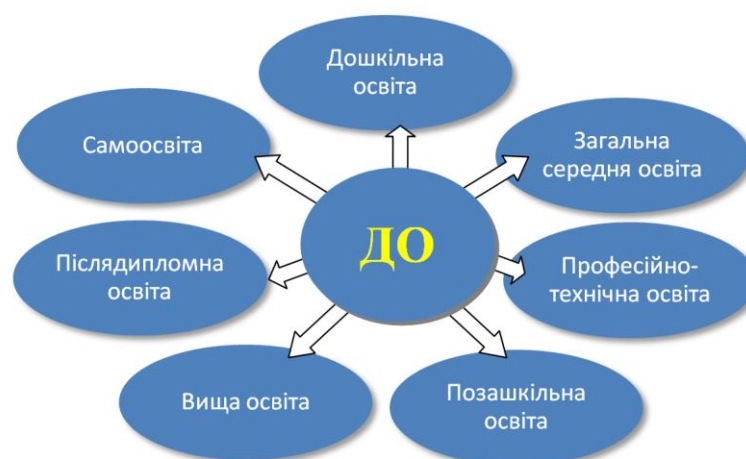 Дошкільна
освіта
Самоосвіта
Загальна
середня освіта
ДО
Післядипломна
освіта
Професійно-
технічна освіта
Вища освіта
Позашкільна
освіта